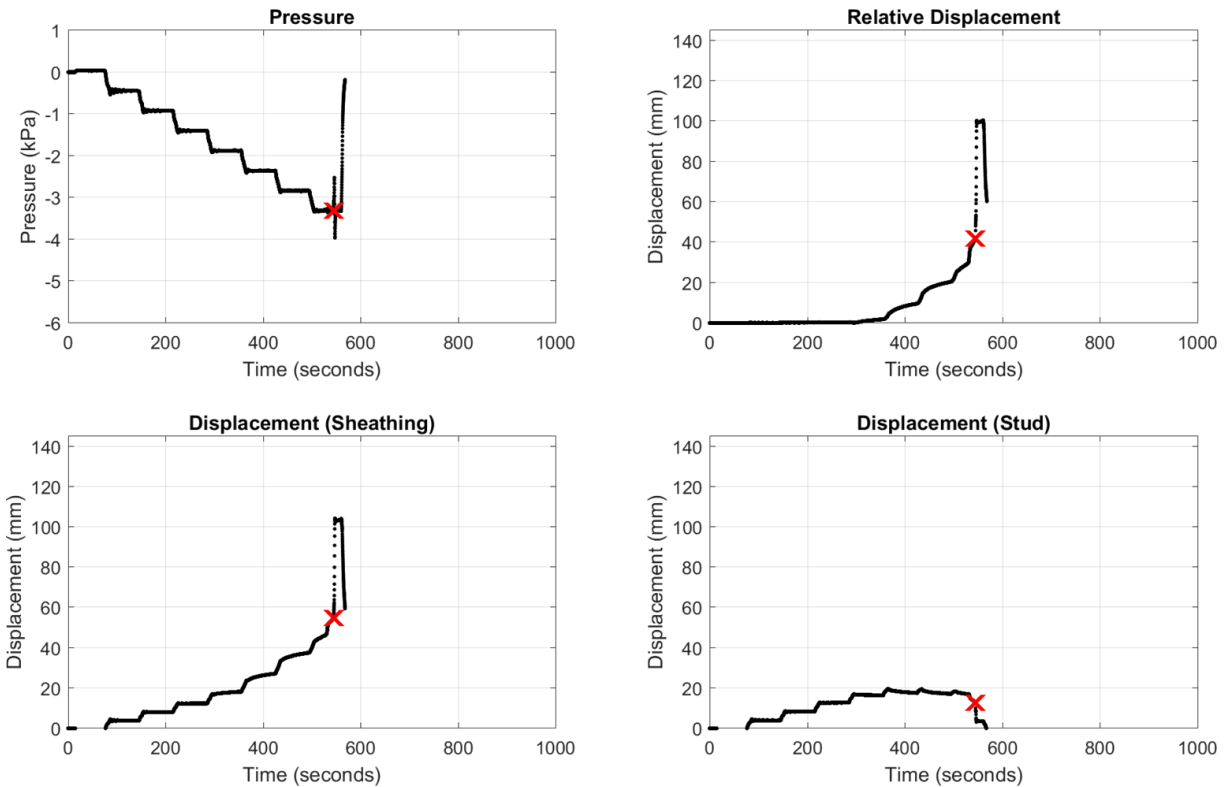 Pressure
1
0
-1
-2
-3
-4
-5
-6
Pressure (kPa)
0 200 400 600 800 1000
Time (seconds)
Relative Displacement
140
120
100
80
60
40
20
0
Displacement (mm)
0 200 400 600 800 1000
Time (seconds)
Displacement (Sheathing)
140
120
100
80
60
40
20
0
Displacement (mm)
0 200 400 600 800 1000
Time (seconds)
Displacement (Stud)
140
120
100
80
60
40
20
0
Displacement (mm)
0 200 400 600 800 1000
Time (seconds)